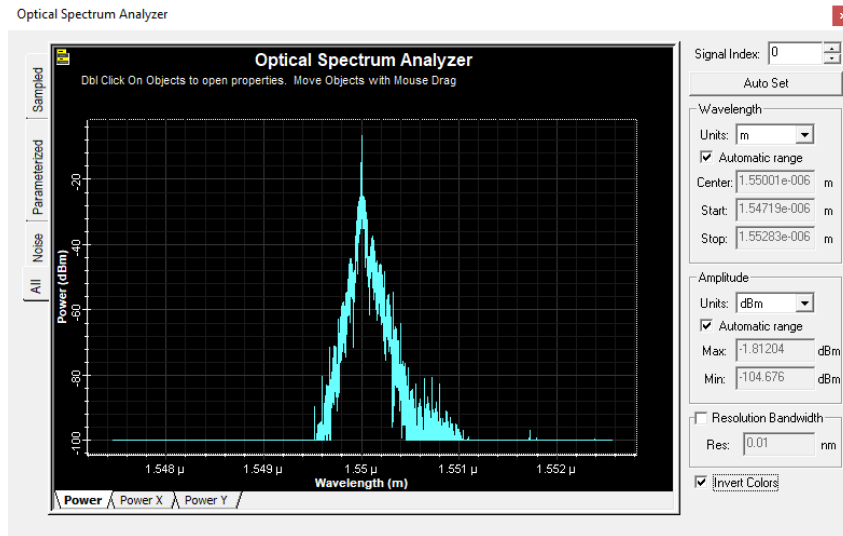 Optical Spectrum Analyzer
x
Sampled
Parameterized
Noise
All
Optical Spectrum Analyzer
Dbl Click On Objects to open properties. Move Objects with Mouse Drag
Power (dBm)
-20
-40
-60
-80
-100
1.548 µ
1.549 µ
1.55 µ
1.551 µ
1.552 µ
Wavelength (m)
Power
Power X
Power Y
Signal Index: 0
Auto Set
Wavelength
Units: m
Automatic range
Center: 1.55001e-006 m
Start: 1.54719e-006 m
Stop: 1.55283e-006 m
Amplitude
Units: dBm
Automatic range
Max: -1.81204 dBm
Min: -104.676 dBm
Resolution Bandwidth
Res: 0.01 nm
Invert Colors